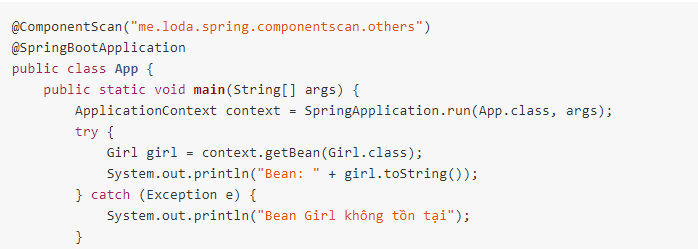 @ComponentScan("me.loda.spring.componentscan.others")
@SpringBootApplication
public class App {
    public static void main(String[] args) {
        ApplicationContext context = SpringApplication.run(App.class, args);
        try {
            Girl girl = context.getBean(Girl.class);
            System.out.println("Bean: " + girl.toString());
        } catch (Exception e) {
            System.out.println("Bean Girl không tồn tại");
        }